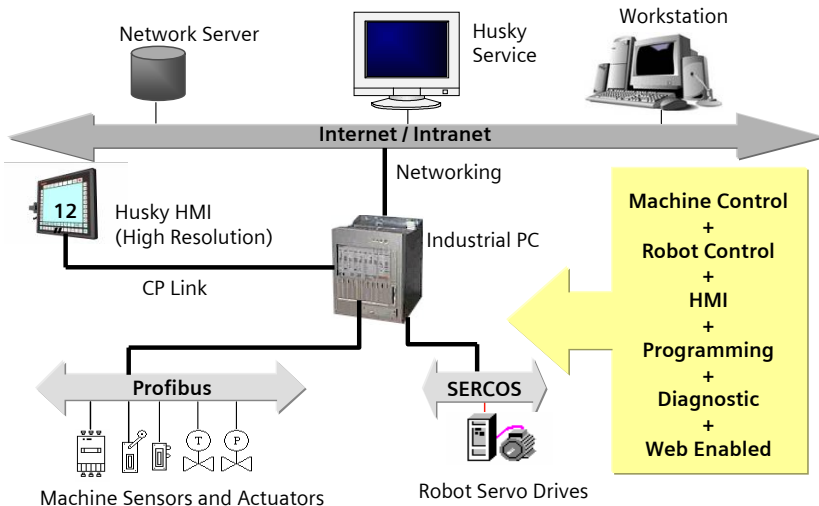 Network Server
Husky
Service
Workstation
Internet / Intranet
Networking
12
Husky HMI
(High Resolution)
Industrial PC
CP Link
Machine Control
+
Robot Control
+
HMI
+
Programming
+
Diagnostic
+
Web Enabled
Profibus
SERCOS
T
P
Machine Sensors and Actuators
Robot Servo Drives